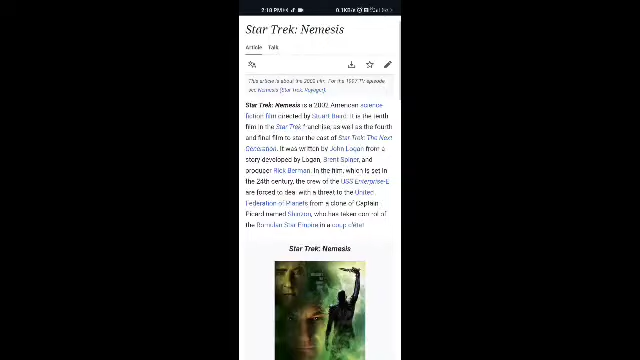 2:18 PM
0.1KB/s
Star Trek: Nemesis
Article Talk
This article is about the 2002 film. For the 1997 TV episode
see Nemesis (Star Trek: Voyager).
Star Trek: Nemesis is a 2002 American science
fiction film directed by Stuart Baird. It is the tenth
film in the Star Trek franchise, as well as the fourth
and final film to star the cast of Star Trek: The Next
Generation. It was written by John Logan from a
story developed by Logan, Brent Spiner, and
producer Rick Berman. In the film, which is set in
the 24th century, the crew of the USS Enterprise-E
are forced to deal with a threat to the United
Federation of Planets from a clone of Captain
Picard named Shinzon, who has taken control of
the Romulan Star Empire in a coup d'état.
Star Trek: Nemesis